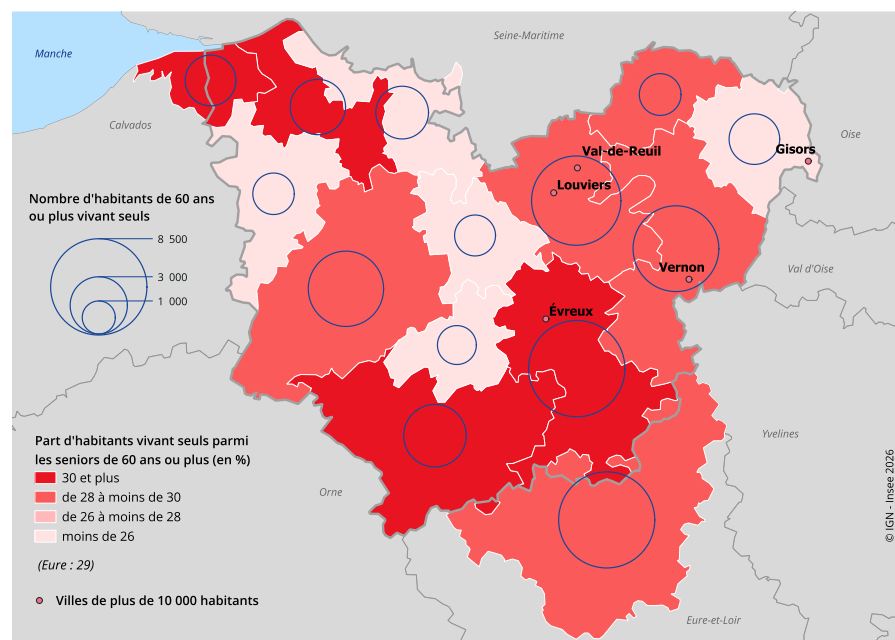 Manche
Seine-Maritime
Calvados
Oise
Gisors
Val-de-Reuil
Louviers
Nombre d'habitants de 60 ans
ou plus vivant seuls
8 500
3 000
1 000
Vernon
Val d'Oise
Évreux
Part d'habitants vivant seuls parmi
les seniors de 60 ans ou plus (en %)
30 et plus
de 28 à moins de 30
de 26 à moins de 28
moins de 26
(Eure : 29)
Villes de plus de 10 000 habitants
Orne
Yvelines
Eure-et-Loir
© IGN - Insee 2026